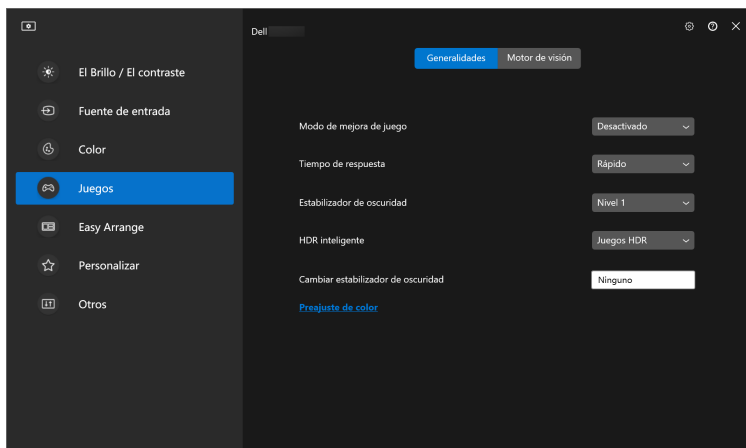 Dell
Generalidades
Motor de visión
El Brillo / El contraste
Fuente de entrada
Color
Juegos
Easy Arrange
Personalizar
Otros
Modo de mejora de juego
Desactivado
Tiempo de respuesta
Rápido
Estabilizador de oscuridad
Nivel 1
HDR inteligente
Juegos HDR
Cambiar estabilizador de oscuridad
Ninguno
Preajuste de color